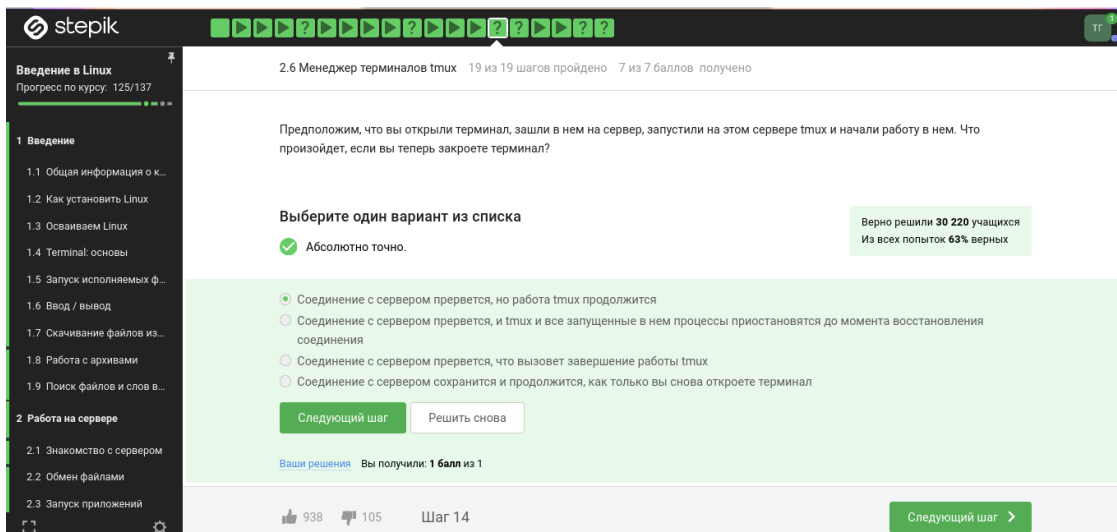 stepik
ТГ
1
Введение в Linux
Прогресс по курсу: 125/137
1 Введение
1.1 Общая информация о к...
1.2 Как установить Linux
1.3 Осваиваем Linux
1.4 Terminal: основы
1.5 Запуск исполняемых ф...
1.6 Ввод / вывод
1.7 Скачивание файлов из...
1.8 Работа с архивами
1.9 Поиск файлов и слов в...
2 Работа на сервере
2.1 Знакомство с сервером
2.2 Обмен файлами
2.3 Запуск приложений
2.6 Менеджер терминалов tmux 19 из 19 шагов пройдено 7 из 7 баллов получено
Предположим, что вы открыли терминал, зашли в нем на сервер, запустили на этом сервере tmux и начали работу в нем. Что
произойдет, если вы теперь закроете терминал?
Выберите один вариант из списка
Абсолютно точно.
Верно решили 30 220 учащихся
Из всех попыток 63% верных
Соединение с сервером прервется, но работа tmux продолжится
Соединение с сервером прервется, и tmux и все запущенные в нем процессы приостановятся до момента восстановления
соединения
Соединение с сервером прервется, что вызовет завершение работы tmux
Соединение с сервером сохранится и продолжится, как только вы снова откроете терминал
Следующий шаг
Решить снова
Ваши решения Вы получили: 1 балл из 1
938 105 Шаг 14
Следующий шаг